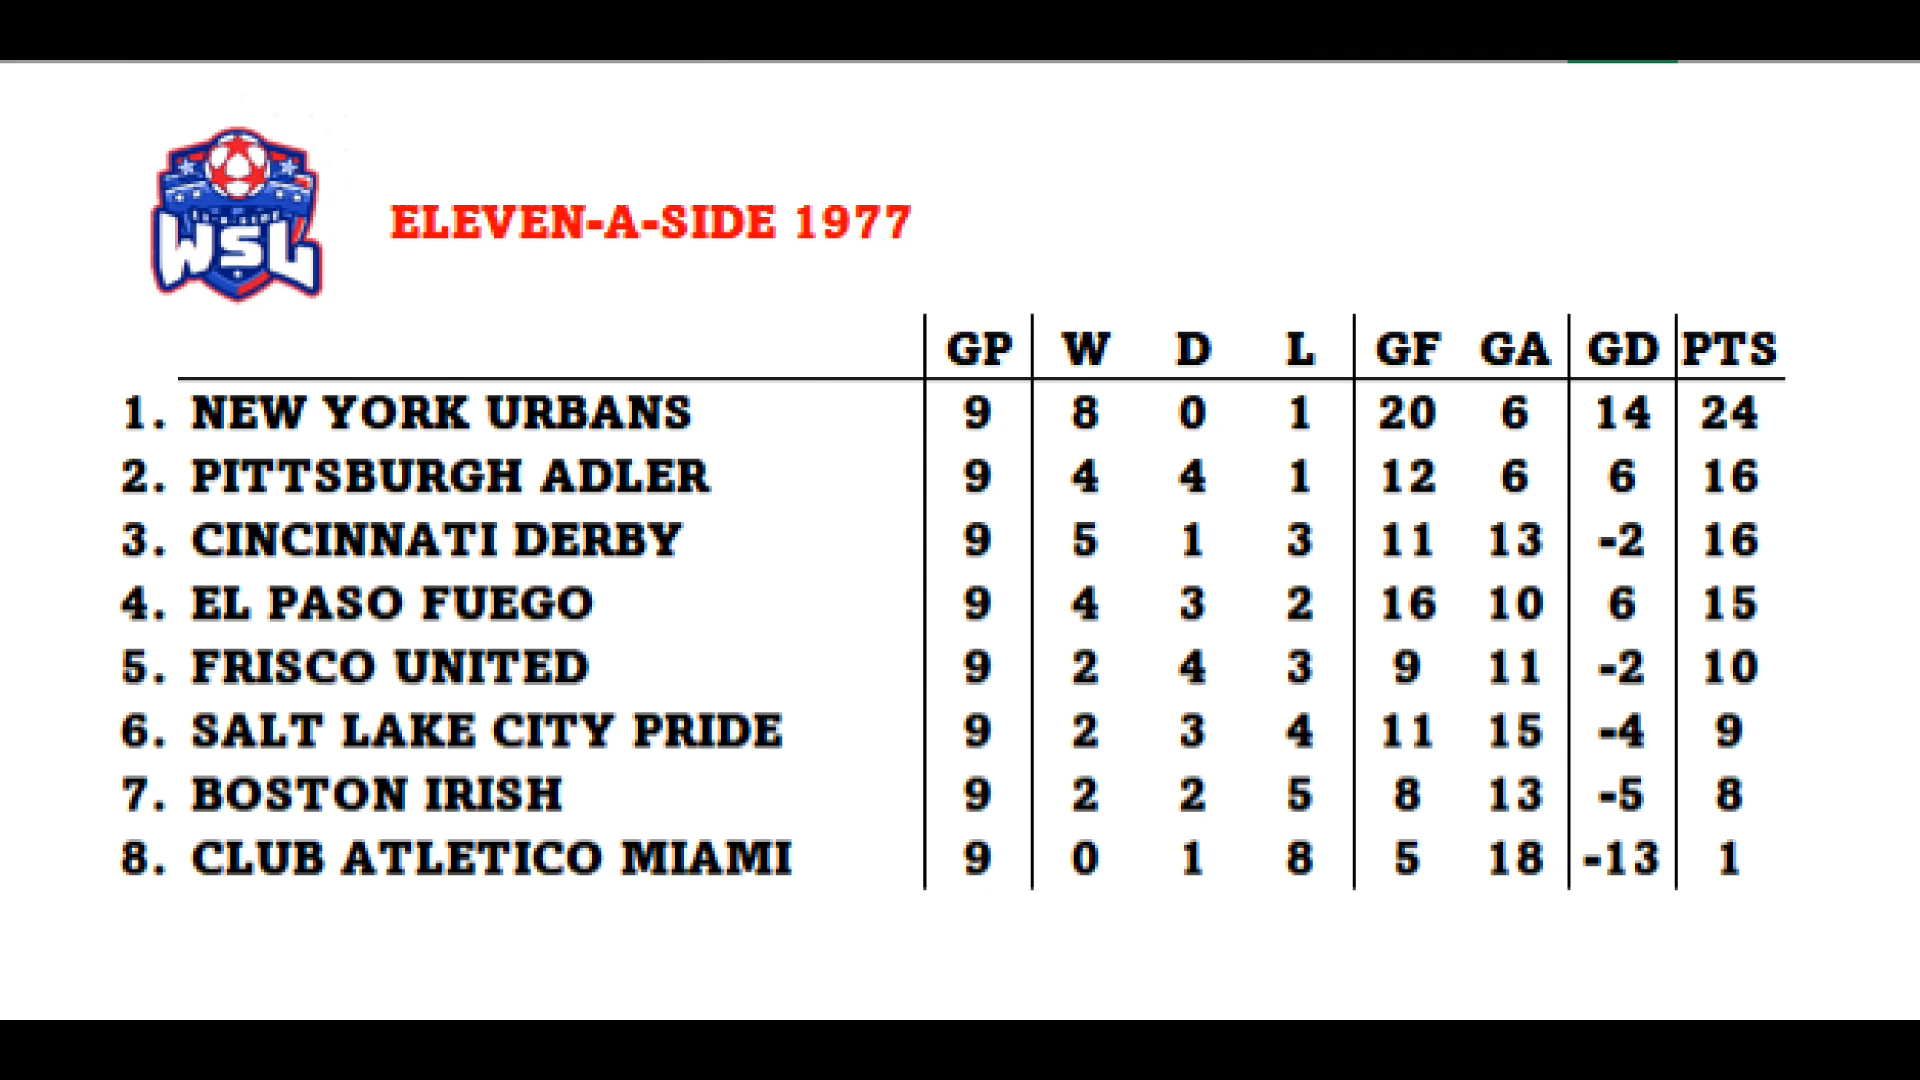 WSL
ELEVEN-A-SIDE 1977
GP W D L GF GA GD PTS
1. NEW YORK URBANS 9 8 0 1 20 6 14 24
2. PITTSBURGH ADLER 9 4 4 1 12 6 6 16
3. CINCINNATI DERBY 9 5 1 3 11 13 -2 16
4. EL PASO FUEGO 9 4 3 2 16 10 6 15
5. FRISCO UNITED 9 2 4 3 9 11 -2 10
6. SALT LAKE CITY PRIDE 9 2 3 4 11 15 -4 9
7. BOSTON IRISH 9 2 2 5 8 13 -5 8
8. CLUB ATLETICO MIAMI 9 0 1 8 5 18 -13 1